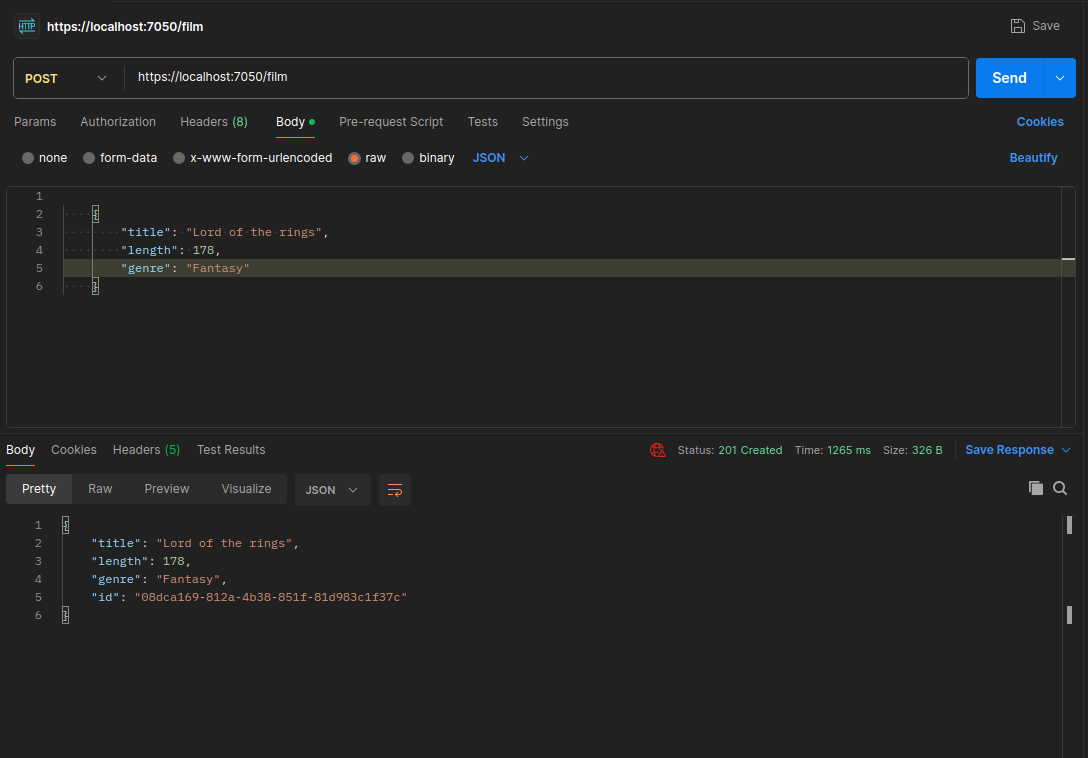 HTTP https://localhost:7050/film Save
POST https://localhost:7050/film Send
Params Authorization Headers (8) Body Pre-request Script Tests Settings Cookies
none form-data x-www-form-urlencoded raw binary JSON Beautify
1
2 {
3 "title": "Lord of the rings",
4 "length": 178,
5 "genre": "Fantasy"
6 }
Body Cookies Headers (5) Test Results Status: 201 Created Time: 1265 ms Size: 326 B Save Response
Pretty Raw Preview Visualize JSON
1 {
2 "title": "Lord of the rings",
3 "length": 178,
4 "genre": "Fantasy",
5 "id": "08dca169-812a-4b38-851f-81d983c1f37c"
6 }